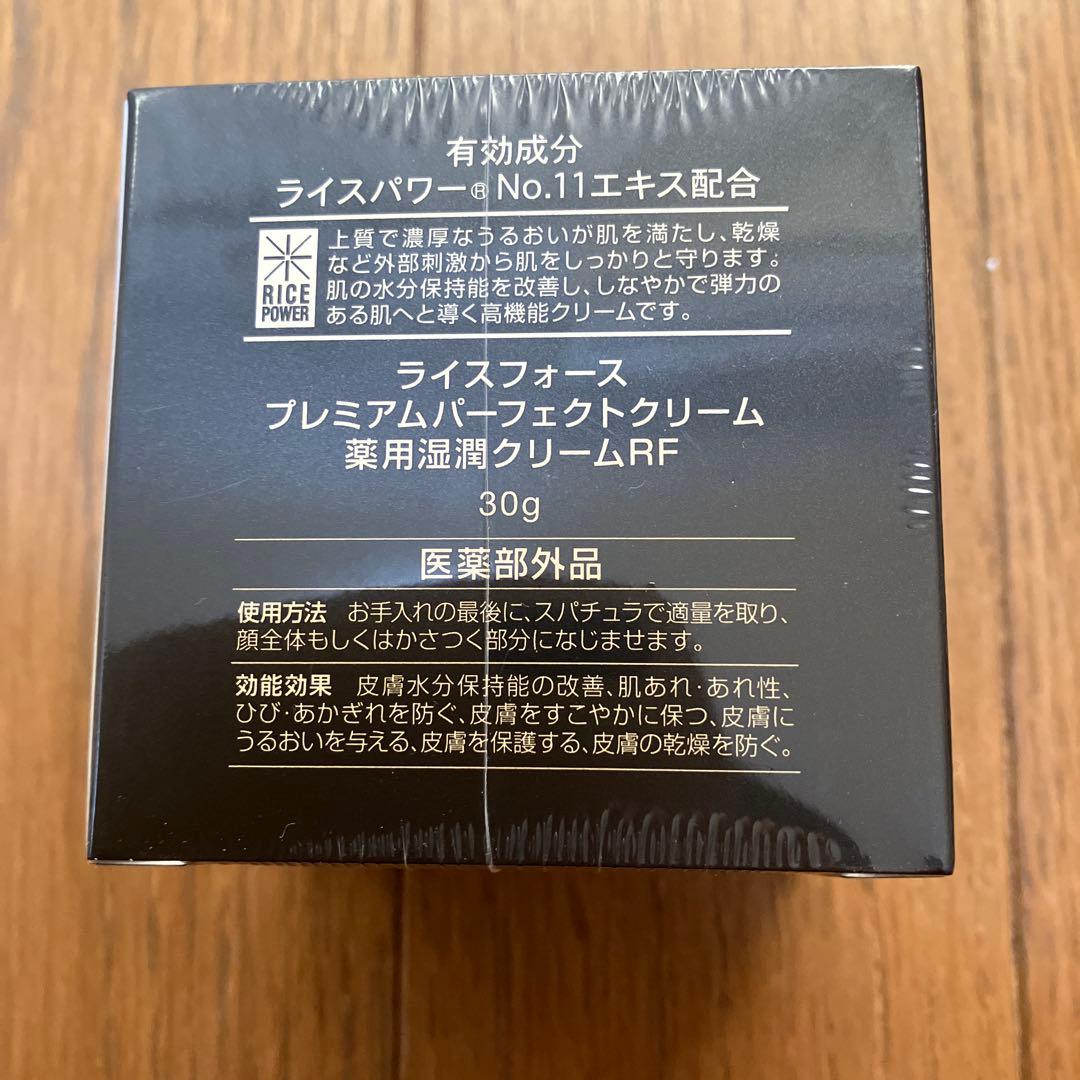 有効成分
ライスパワー® No.11エキス配合
上質で濃厚なうるおいが肌を満たし、乾燥
など外部刺激から肌をしっかりと守ります。
肌の水分保持能を改善し、しなやかで弾力の
ある肌へと導く高機能クリームです。
RICE
POWER
ライスフォース
プレミアムパーフェクトクリーム
薬用湿潤クリームRF
30g
医薬部外品
使用方法 お手入れの最後に、スパチュラで適量を取り、
顔全体もしくはかさつく部分になじませます。
効能効果 皮膚水分保持能の改善、肌あれ・あれ性、
ひび・あかぎれを防ぐ、皮膚をすこやかに保つ、皮膚に
うるおいを与える、皮膚を保護する、皮膚の乾燥を防ぐ。